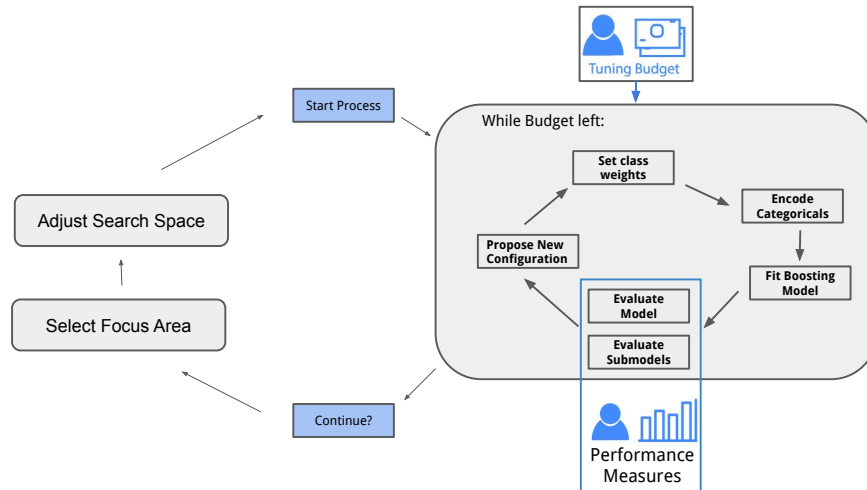 Tuning Budget
Start Process
While Budget left:
Set class
weights
Encode
Categoricals
Adjust Search Space
Propose New
Configuration
Fit Boosting
Model
Evaluate
Model
Select Focus Area
Evaluate
Submodels
Continue?
Performance
Measures